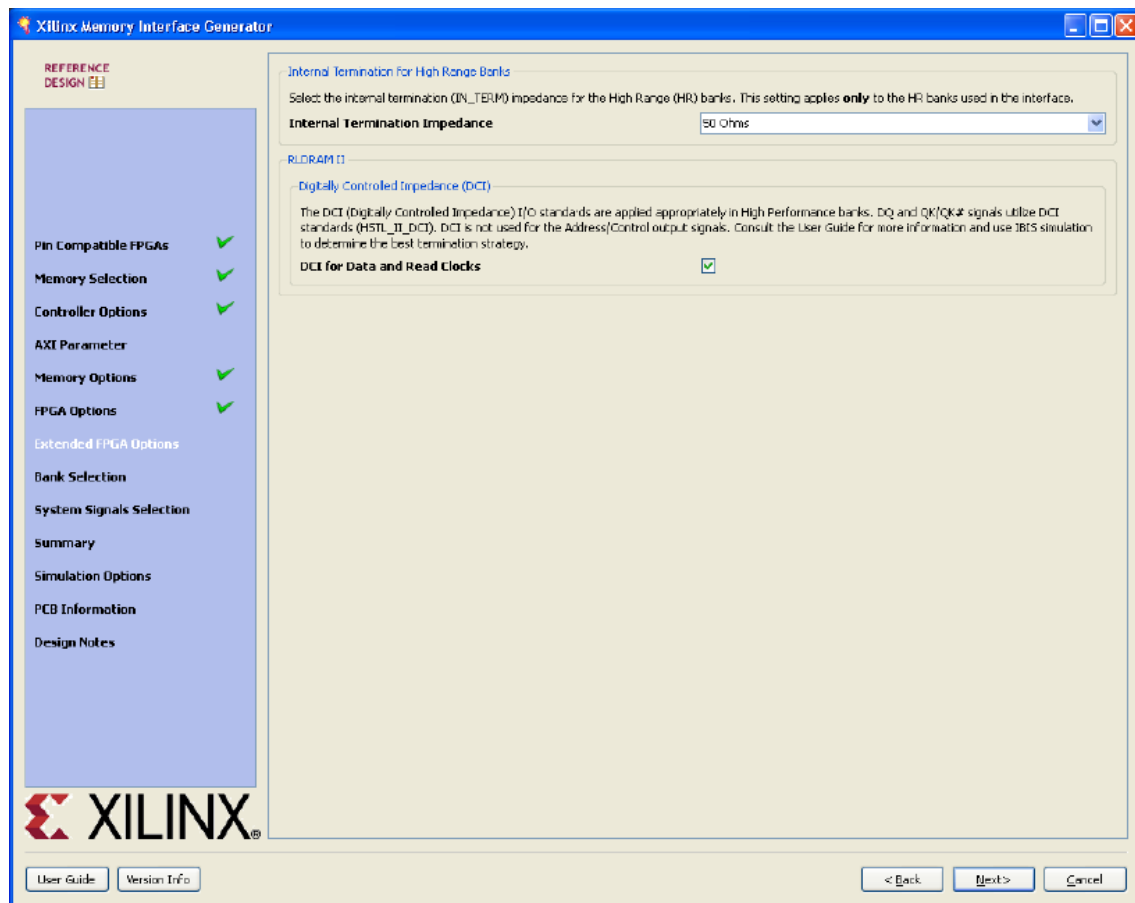 Xilinx Memory Interface Generator
REFERENCE
DESIGN
Pin Compatible FPGAs
Memory Selection
Controller Options
AXI Parameter
Memory Options
FPGA Options
Extended FPGA Options
Bank Selection
System Signals Selection
Summary
Simulation Options
PCB Information
Design Notes
XILINX®
Internal Termination for High Range Banks
Select the internal termination (IN_TERM) impedance for the High Range (HR) banks. This setting applies only to the HR banks used in the interface.
Internal Termination Impedance 50 Ohms
RLDRAM II
Digitally Controlled Impedance (DCI)
The DCI (Digitally Controlled Impedance) I/O standards are applied appropriately in High Performance banks. DQ and QK/QK# signals utilize DCI
standards (HSTL_II_DCI). DCI is not used for the Address/Control output signals. Consult the User Guide for more information and use IBIS simulation
to determine the best termination strategy.
DCI for Data and Read Clocks
User Guide Version Info < Back Next> Cancel